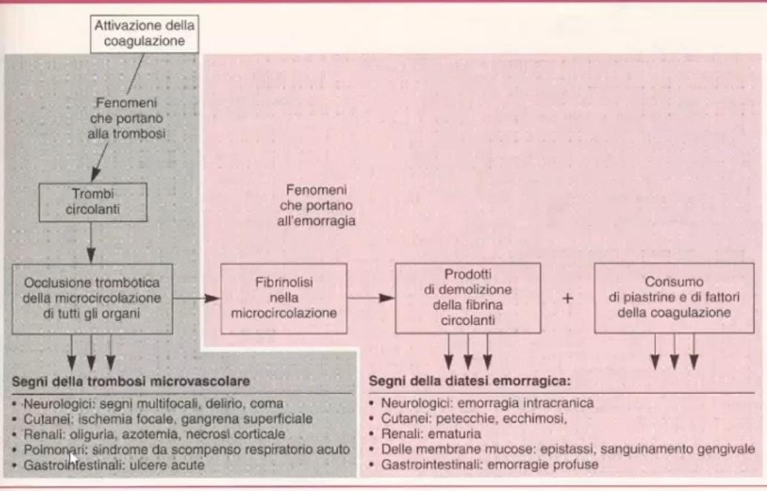 Attivazione della
coagulazione
Fenomeni
che portano
alla trombosi
Trombi
circolanti
Fenomeni
che portano
all'emorragia
Occlusione trombotica
della microcircolazione
di tutti gli organi
Fibrinolisi
nella
microcircolazione
Prodotti
di demolizione
della fibrina
circolanti
+
Consumo
di piastrine e di fattori
della coagulazione
Segni della trombosi microvascolare
• Neurologici: segni multifocali, delirio, coma
• Cutanei: ischemia focale, gangrena superficiale
• Renali: oliguria, azotemia, necrosi corticale
• Polmonari: sindrome da scompenso respiratorio acuto
• Gastrointestinali: ulcere acute
Segni della diatesi emorragica:
• Neurologici: emorragia intracranica
• Cutanei: petecchie, ecchimosi,
• Renali: ematuria
• Delle membrane mucose: epistassi, sanguinamento gengivale
• Gastrointestinali: emorragie profuse